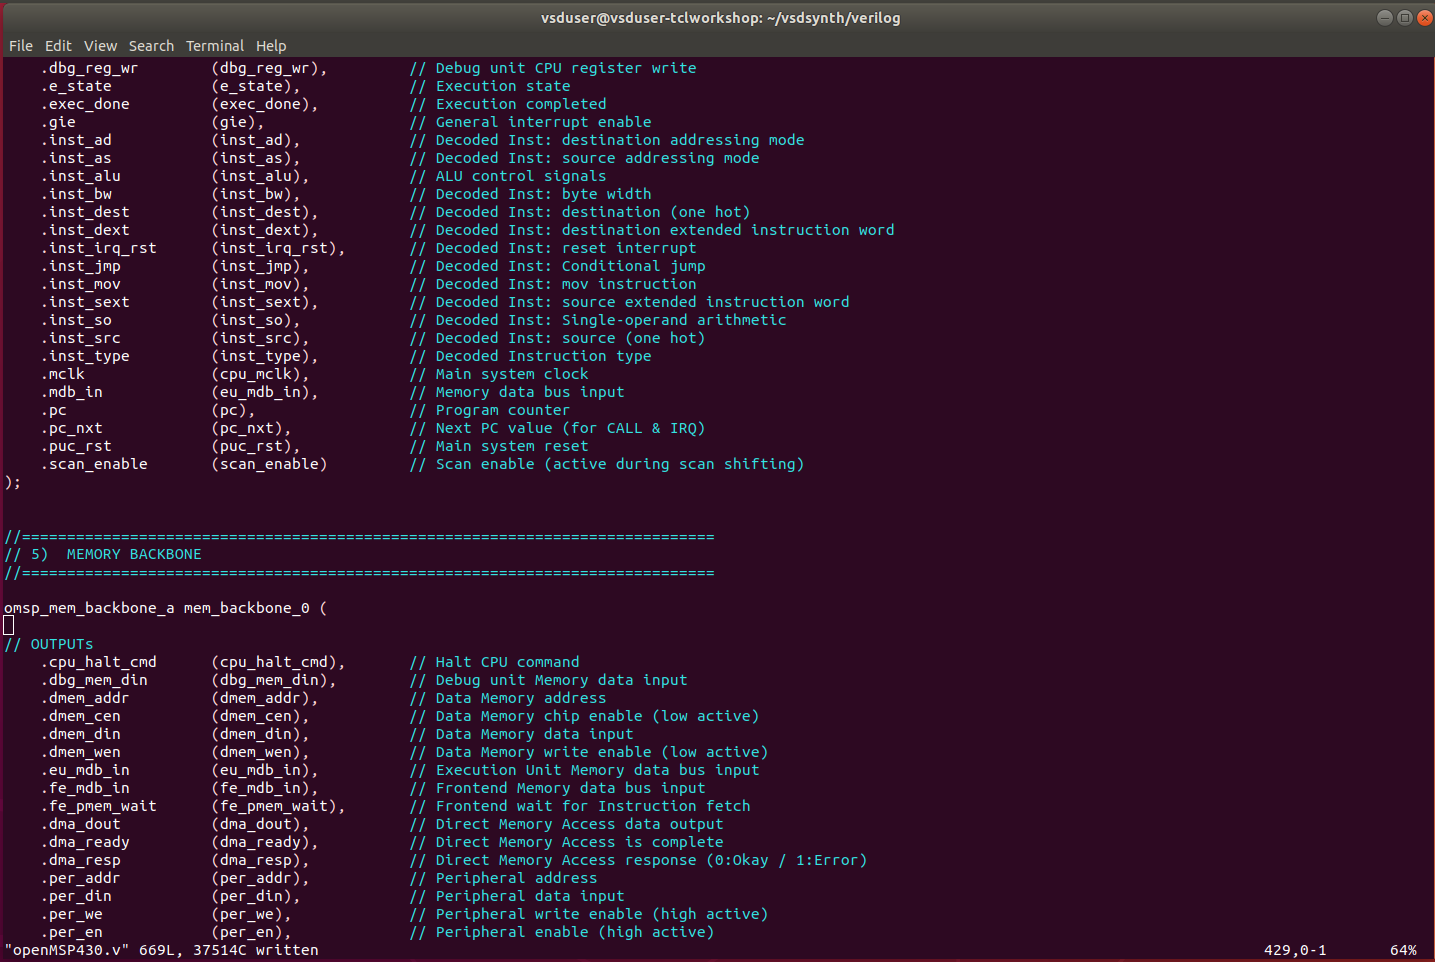 vsduser@vsduser-tclworkshop: ~/vsdsynth/verilog
File Edit View Search Terminal Help
    .dbg_reg_wr        (dbg_reg_wr),         // Debug unit CPU register write
    .e_state           (e_state),            // Execution state
    .exec_done         (exec_done),          // Execution completed
    .gie               (gie),                // General interrupt enable
    .inst_ad           (inst_ad),            // Decoded Inst: destination addressing mode
    .inst_as           (inst_as),            // Decoded Inst: source addressing mode
    .inst_alu          (inst_alu),           // ALU control signals
    .inst_bw           (inst_bw),            // Decoded Inst: byte width
    .inst_dest         (inst_dest),          // Decoded Inst: destination (one hot)
    .inst_dext         (inst_dext),          // Decoded Inst: destination extended instruction word
    .inst_irq_rst      (inst_irq_rst),       // Decoded Inst: reset interrupt
    .inst_jmp          (inst_jmp),           // Decoded Inst: Conditional jump
    .inst_mov          (inst_mov),           // Decoded Inst: mov instruction
    .inst_sext         (inst_sext),          // Decoded Inst: source extended instruction word
    .inst_so           (inst_so),            // Decoded Inst: Single-operand arithmetic
    .inst_src          (inst_src),           // Decoded Inst: source (one hot)
    .inst_type         (inst_type),          // Decoded Instruction type
    .mclk              (cpu_mclk),           // Main system clock
    .mdb_in            (eu_mdb_in),          // Memory data bus input
    .pc                (pc),                 // Program counter
    .pc_nxt            (pc_nxt),             // Next PC value (for CALL & IRQ)
    .puc_rst           (puc_rst),            // Main system reset
    .scan_enable       (scan_enable)         // Scan enable (active during scan shifting)
);
//=============================================================================
// 5)  MEMORY BACKBONE
//=============================================================================
omsp_mem_backbone_a mem_backbone_0 (
// OUTPUTs
    .cpu_halt_cmd      (cpu_halt_cmd),       // Halt CPU command
    .dbg_mem_din       (dbg_mem_din),        // Debug unit Memory data input
    .dmem_addr         (dmem_addr),          // Data Memory address
    .dmem_cen          (dmem_cen),           // Data Memory chip enable (low active)
    .dmem_din          (dmem_din),           // Data Memory data input
    .dmem_wen          (dmem_wen),           // Data Memory write enable (low active)
    .eu_mdb_in         (eu_mdb_in),          // Execution Unit Memory data bus input
    .fe_mdb_in         (fe_mdb_in),          // Frontend Memory data bus input
    .fe_pmem_wait      (fe_pmem_wait),       // Frontend wait for Instruction fetch
    .dma_dout          (dma_dout),           // Direct Memory Access data output
    .dma_ready         (dma_ready),          // Direct Memory Access is complete
    .dma_resp          (dma_resp),           // Direct Memory Access response (0:Okay / 1:Error)
    .per_addr          (per_addr),           // Peripheral address
    .per_din           (per_din),            // Peripheral data input
    .per_we            (per_we),             // Peripheral write enable (high active)
    .per_en            (per_en),             // Peripheral enable (high active)
"openMSP430.v" 669L, 37514C written 429,0-1 64%